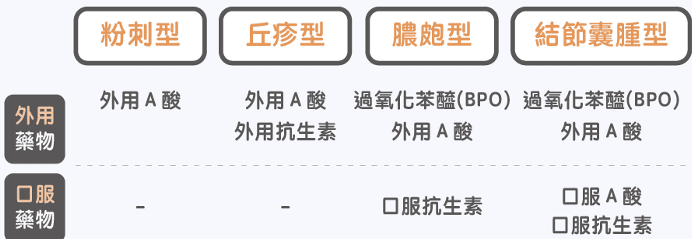 粉刺型 丘疹型 膿皰型 結節囊腫型
外用藥物
外用 A 酸
外用 A 酸
外用抗生素
過氧化苯醯(BPO)
外用 A 酸
過氧化苯醯(BPO)
外用 A 酸
口服藥物
–
–
口服抗生素
口服 A 酸
口服抗生素